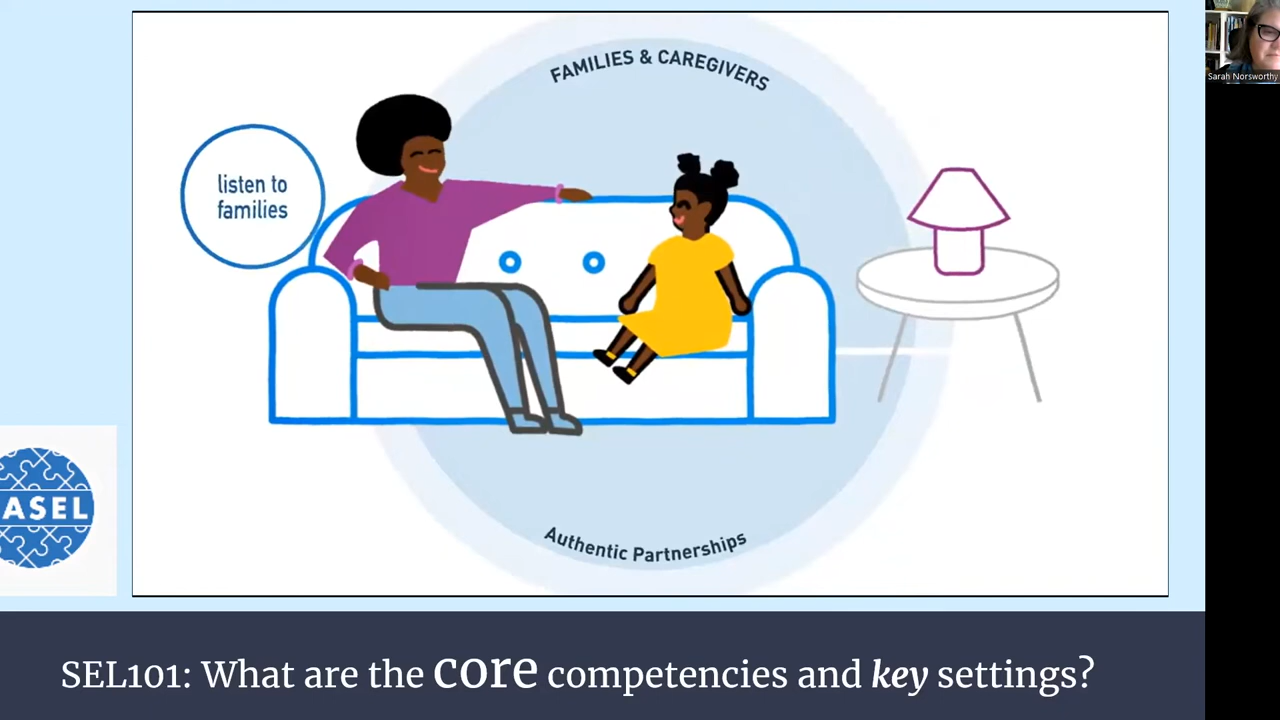 Sarah Norsworthy
FAMILIES & CAREGIVERS
listen to
families
Authentic Partnerships
ASEL
SEL101: What are the core competencies and key settings?